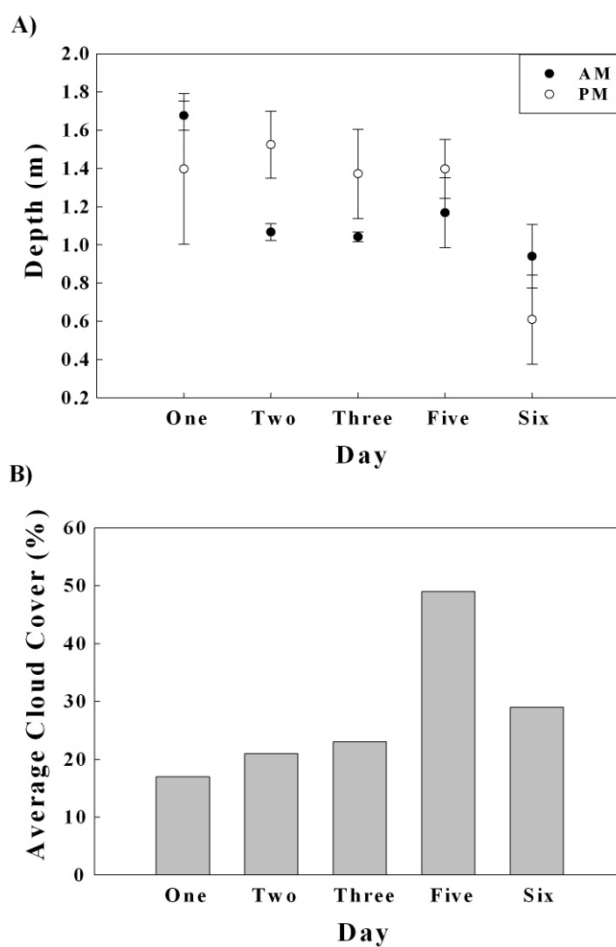 A)
2.0
1.8
1.6
1.4
1.2
1.0
0.8
0.6
0.4
0.2
Depth (m)
AM
PM
One Two Three Five Six
Day
B)
60
50
40
30
20
10
0
Average Cloud Cover (%)
One Two Three Five Six
Day